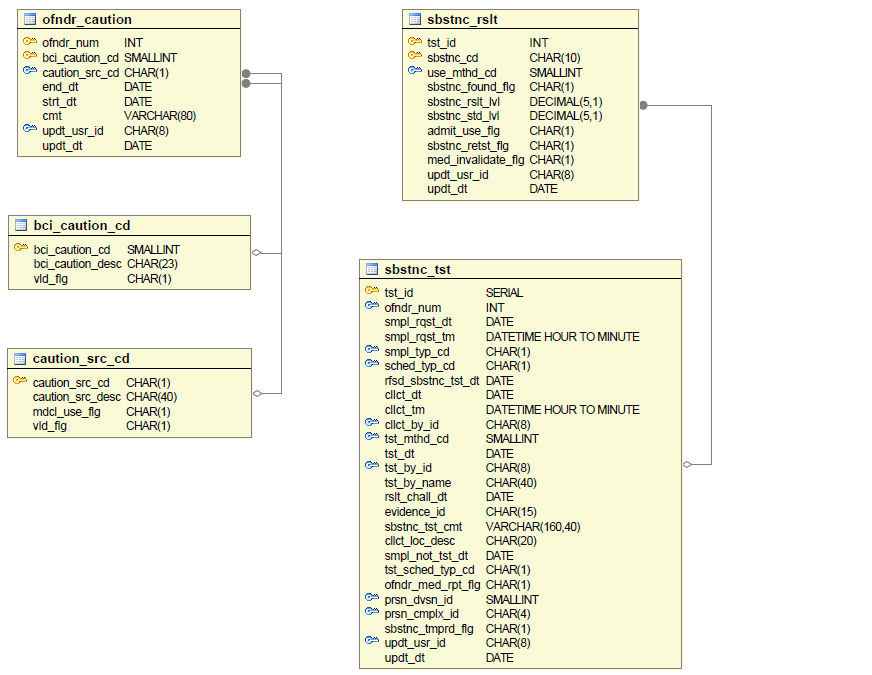 ofndr_caution
ofndr_num INT
bci_caution_cd SMALLINT
caution_src_cd CHAR(1)
end_dt DATE
strt_dt DATE
cmt VARCHAR(80)
updt_usr_id CHAR(8)
updt_dt DATE
bci_caution_cd
bci_caution_cd SMALLINT
bci_caution_desc CHAR(23)
vld_flg CHAR(1)
caution_src_cd
caution_src_cd CHAR(1)
caution_src_desc CHAR(40)
mdcl_use_flg CHAR(1)
vld_flg CHAR(1)
sbstnc_rslt
tst_id INT
sbstnc_cd CHAR(10)
use_mthd_cd SMALLINT
sbstnc_found_flg CHAR(1)
sbstnc_rslt_lvl DECIMAL(5,1)
sbstnc_std_lvl DECIMAL(5,1)
admit_use_flg CHAR(1)
sbstnc_retst_flg CHAR(1)
med_invalidate_flg CHAR(1)
updt_usr_id CHAR(8)
updt_dt DATE
sbstnc_tst
tst_id SERIAL
ofndr_num INT
smpl_rqst_dt DATE
smpl_rqst_tm DATETIME HOUR TO MINUTE
smpl_typ_cd CHAR(1)
sched_typ_cd CHAR(1)
rfsd_sbstnc_tst_dt DATE
cllct_dt DATE
cllct_tm DATETIME HOUR TO MINUTE
cllct_by_id CHAR(8)
tst_mthd_cd SMALLINT
tst_dt DATE
tst_by_id CHAR(8)
tst_by_name CHAR(40)
rslt_chall_dt DATE
evidence_id CHAR(15)
sbstnc_tst_cmt VARCHAR(160,40)
cllct_loc_desc CHAR(20)
smpl_not_tst_dt DATE
tst_sched_typ_cd CHAR(1)
ofndr_med_rpt_flg CHAR(1)
prsn_dvsn_id SMALLINT
prsn_cmplx_id CHAR(4)
sbstnc_tmprd_flg CHAR(1)
updt_usr_id CHAR(8)
updt_dt DATE